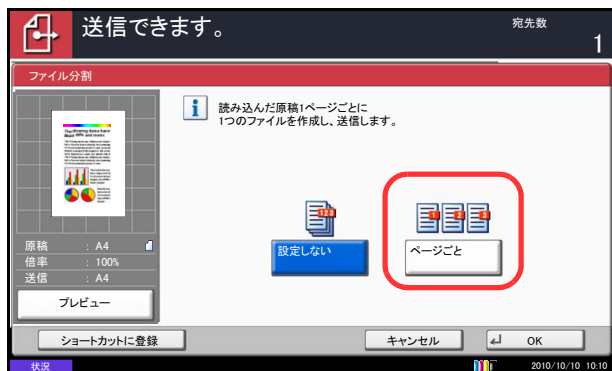 送信できます。
宛先数
1
ファイル分割
読み込んだ原稿1ページごとに
1つのファイルを作成し、送信します。
123
1 2 3
設定しない
ページごと
原稿 : A4
倍率 : 100%
送信 : A4
プレビュー
ショートカットに登録
キャンセル
OK
状況
2010/10/10 10:10